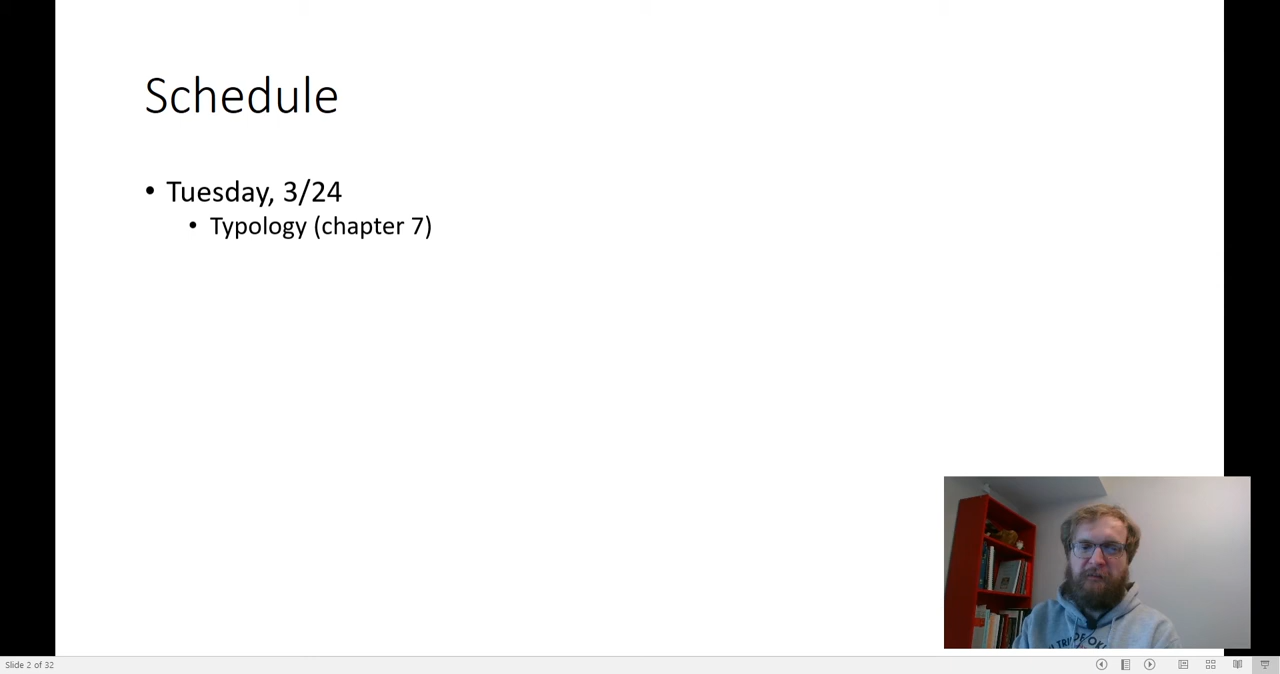 Schedule
• Tuesday, 3/24
• Typology (chapter 7)
Slide 2 of 32